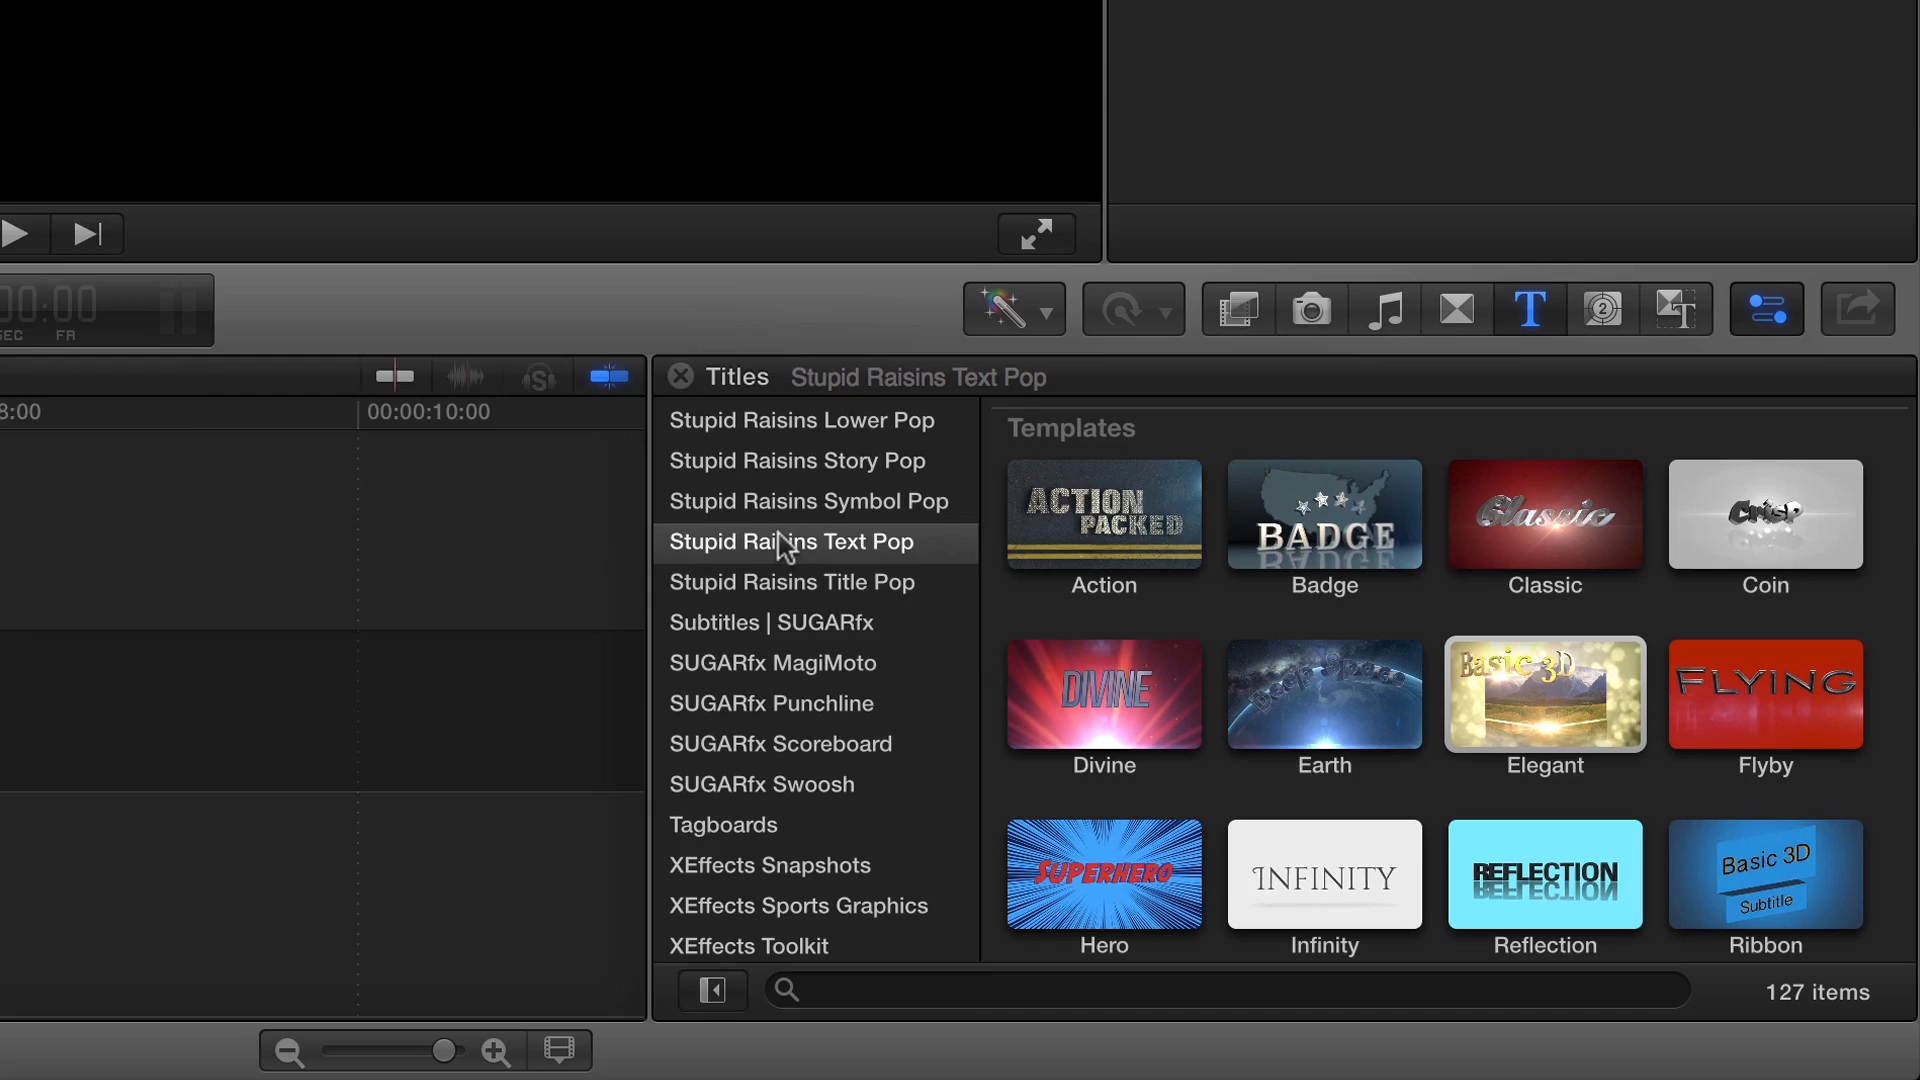 00:00
SEC FR
T
2
T
S
Titles Stupid Raisins Text Pop
8:00 00:00:10:00
Stupid Raisins Lower Pop
Stupid Raisins Story Pop
Stupid Raisins Symbol Pop
Stupid Raisins Text Pop
Stupid Raisins Title Pop
Subtitles | SUGARfx
SUGARfx MagiMoto
SUGARfx Punchline
SUGARfx Scoreboard
SUGARfx Swoosh
Tagboards
XEffects Snapshots
XEffects Sports Graphics
XEffects Toolkit
Templates
ACTION
PACKED
BADGE
Classic
Crisp
Action Badge Classic Coin
DIVINE
Deep Space
Basic 3D
FLYING
Divine Earth Elegant Flyby
SUPERHERO
INFINITY
REFLECTION
Basic 3D
Subtitle
Hero Infinity Reflection Ribbon
127 items